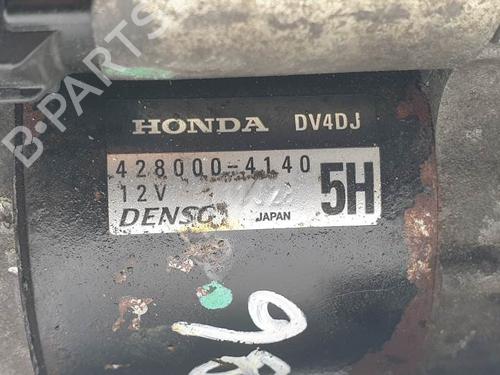 B-PARTS
HONDA DV4DJ
428000-4140
12V
5H
DENSO
JAPAN